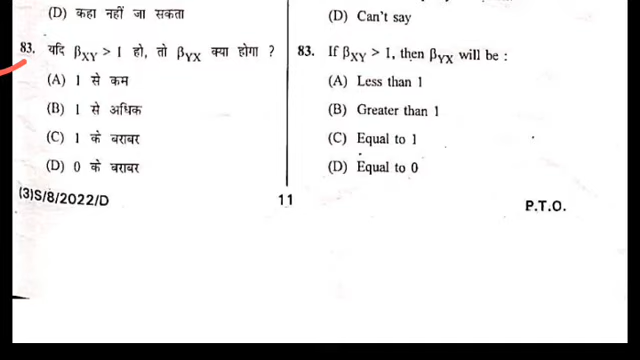 (D) कहा नहीं जा सकता
83. यदि βXY > 1 हो, तो βYX क्या होगा ?
(A) 1 से कम
(B) 1 से अधिक
(C) 1 के बराबर
(D) 0 के बराबर
(D) Can't say
83. If βXY > 1, then βYX will be :
(A) Less than 1
(B) Greater than 1
(C) Equal to 1
(D) Equal to 0
(3)S/8/2022/D
11
P.T.O.